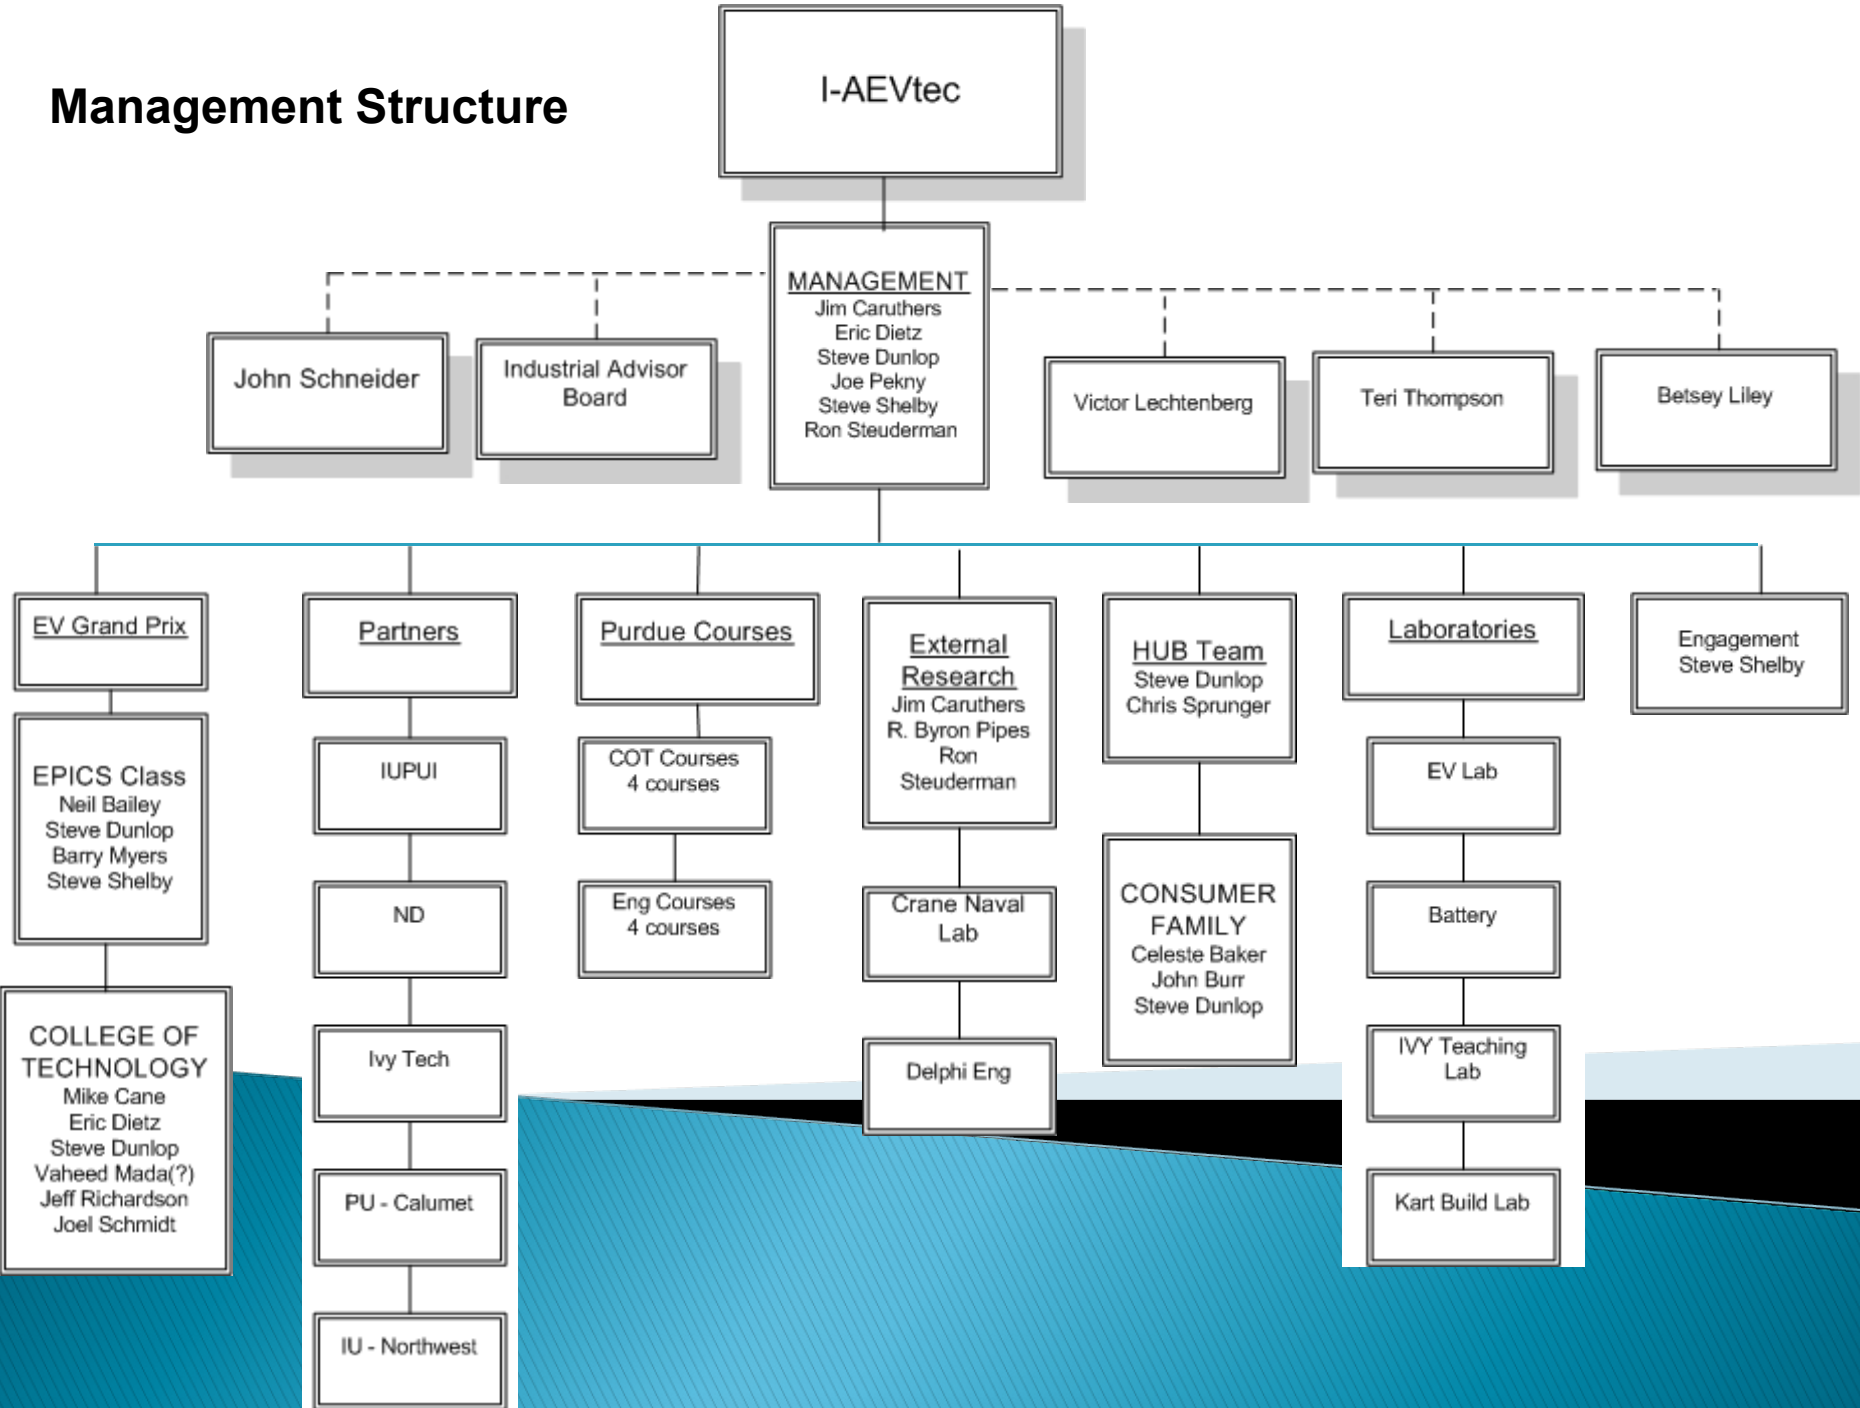 Management Structure
I-AEVtec
MANAGEMENT
Jim Caruthers
Eric Dietz
Steve Dunlop
Joe Pekny
Steve Shelby
Ron Steuderman
John Schneider
Industrial Advisor
Board
Victor Lechtenberg
Teri Thompson
Betsey Liley
EV Grand Prix
EPICS Class
Neil Bailey
Steve Dunlop
Barry Myers
Steve Shelby
COLLEGE OF
TECHNOLOGY
Mike Cane
Eric Dietz
Steve Dunlop
Vaheed Mada(?)
Jeff Richardson
Joel Schmidt
Partners
IUPUI
ND
Ivy Tech
PU - Calumet
IU - Northwest
Purdue Courses
COT Courses
4 courses
Eng Courses
4 courses
External
Research
Jim Caruthers
R. Byron Pipes
Ron
Steuderman
Crane Naval
Lab
Delphi Eng
HUB Team
Steve Dunlop
Chris Sprunger
CONSUMER
FAMILY
Celeste Baker
John Burr
Steve Dunlop
Laboratories
EV Lab
Battery
IVY Teaching
Lab
Kart Build Lab
Engagement
Steve Shelby